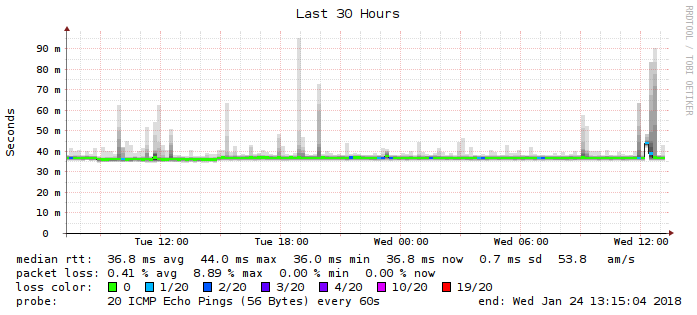 Last 30 Hours
RRDTOOL / TOBI OETIKER
Seconds
90 m
80 m
70 m
60 m
50 m
40 m
30 m
20 m
10 m
0
Tue 12:00 Tue 18:00 Wed 00:00 Wed 06:00 Wed 12:00
median rtt: 36.8 ms avg 44.0 ms max 36.0 ms min 36.8 ms now 0.7 ms sd 53.8 am/s
packet loss: 0.41 % avg 8.89 % max 0.00 % min 0.00 % now
loss color: 0 1/20 2/20 3/20 4/20 10/20 19/20
probe: 20 ICMP Echo Pings (56 Bytes) every 60s end: Wed Jan 24 13:15:04 2018